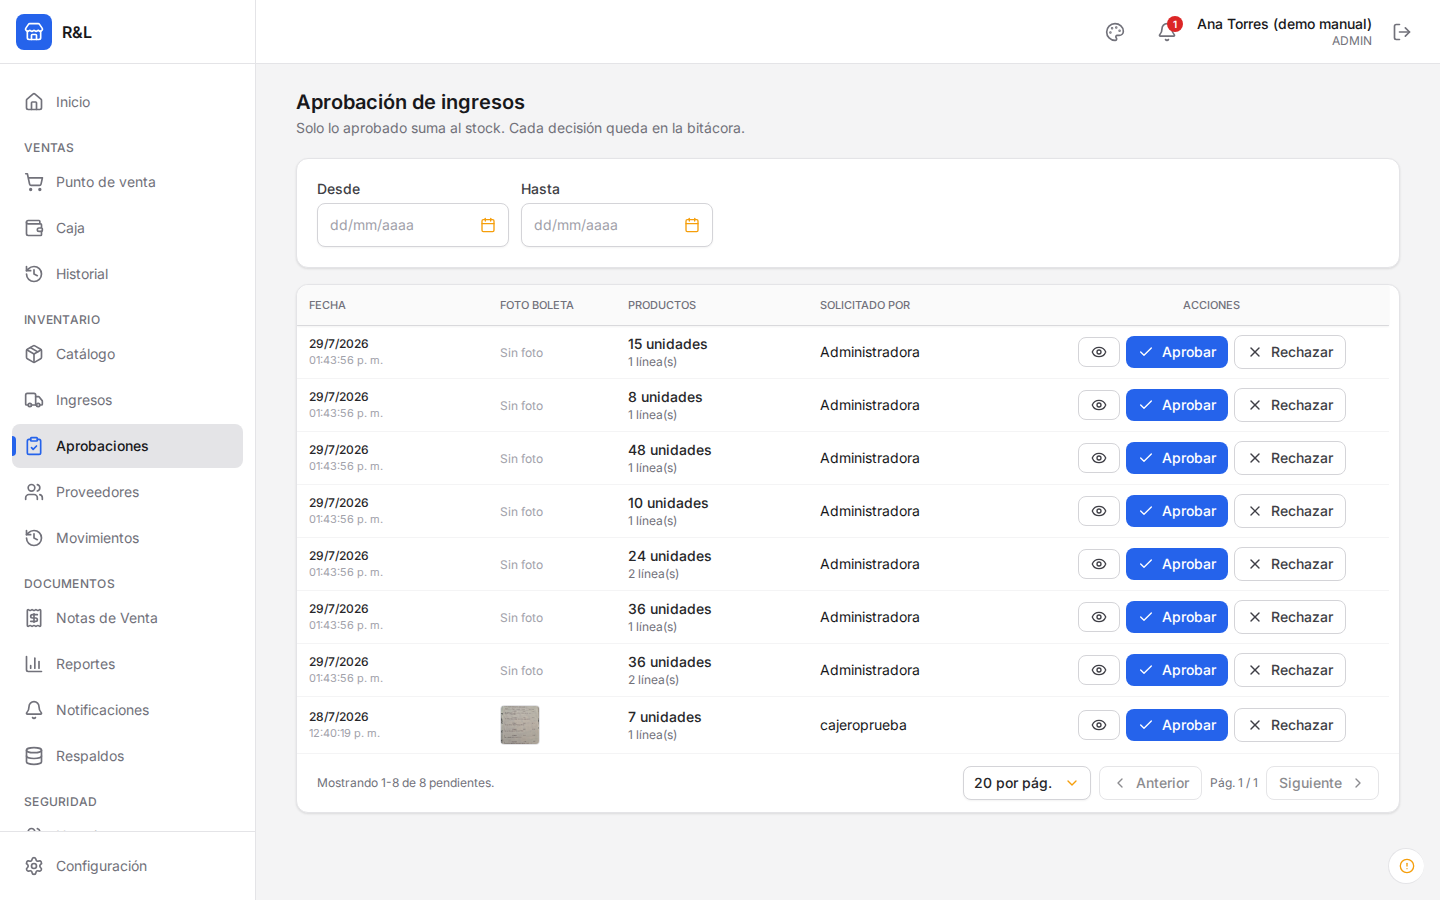 R&L
1
Ana Torres (demo manual)
ADMIN
Inicio
VENTAS
Punto de venta
Caja
Historial
INVENTARIO
Catálogo
Ingresos
Aprobaciones
Proveedores
Movimientos
DOCUMENTOS
Notas de Venta
Reportes
Notificaciones
Respaldos
SEGURIDAD
Configuración
Aprobación de ingresos
Solo lo aprobado suma al stock. Cada decisión queda en la bitácora.
Desde Hasta
dd/mm/aaaa dd/mm/aaaa
FECHA FOTO BOLETA PRODUCTOS SOLICITADO POR ACCIONES
29/7/2026 01:43:56 p. m. Sin foto 15 unidades 1 línea(s) Administradora Aprobar Rechazar
29/7/2026 01:43:56 p. m. Sin foto 8 unidades 1 línea(s) Administradora Aprobar Rechazar
29/7/2026 01:43:56 p. m. Sin foto 48 unidades 1 línea(s) Administradora Aprobar Rechazar
29/7/2026 01:43:56 p. m. Sin foto 10 unidades 1 línea(s) Administradora Aprobar Rechazar
29/7/2026 01:43:56 p. m. Sin foto 24 unidades 2 línea(s) Administradora Aprobar Rechazar
29/7/2026 01:43:56 p. m. Sin foto 36 unidades 1 línea(s) Administradora Aprobar Rechazar
29/7/2026 01:43:56 p. m. Sin foto 36 unidades 2 línea(s) Administradora Aprobar Rechazar
28/7/2026 12:40:19 p. m. 7 unidades 1 línea(s) cajeroprueba Aprobar Rechazar
Mostrando 1-8 de 8 pendientes. 20 por pág. Anterior Pág. 1 / 1 Siguiente